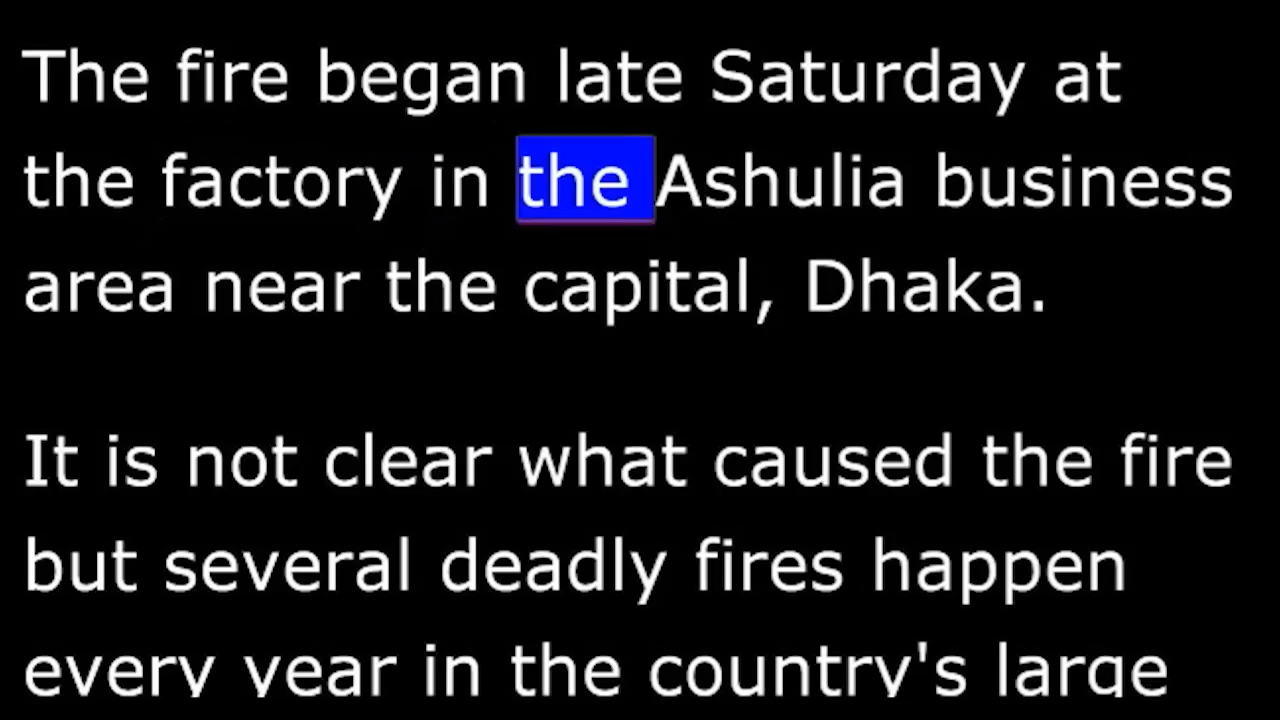 The fire began late Saturday at
the factory in the Ashulia business
area near the capital, Dhaka.
It is not clear what caused the fire
but several deadly fires happen
every year in the country's large